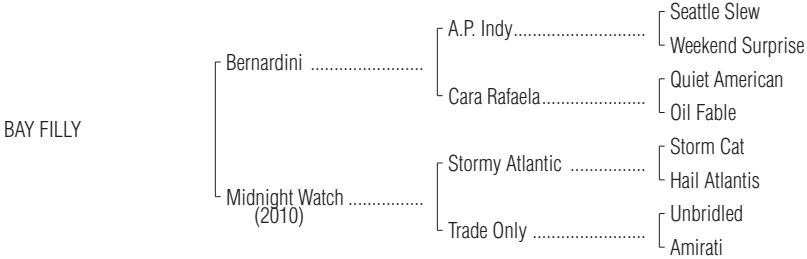 Seattle Slew
A.P. Indy..........................
Weekend Surprise
Bernardini .......................
Quiet American
Cara Rafaela.....................
Oil Fable
BAY FILLY
Storm Cat
Stormy Atlantic ...............
Hail Atlantis
Midnight Watch ...............
(2010)
Unbridled
Trade Only .......................
Amirati